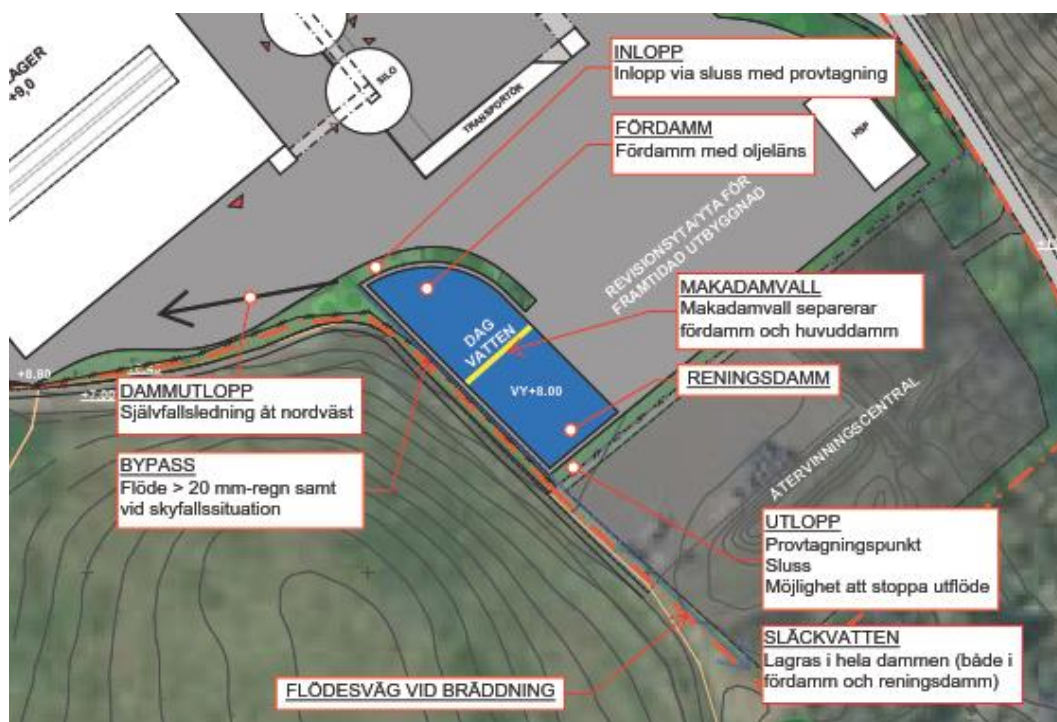 LAGER
+9,0
SILO
TRANSPORTÖR
INLOPP
Inlopp via sluss med provtagning
FÖRDAMM
Fördamm med oljeläns
HSP
REVISIONSYTA/YTA FÖR
FRAMTIDAD UTBYGGNAD
MAKADAMVALL
Makadamvall separerar
fördamm och huvuddamm
DAG
VATTEN
VY+8.00
RENINGSDAMM
+8.80
+7.00
DAMMUTLOPP
Självfallsledning åt nordväst
BYPASS
Flöde > 20 mm-regn samt
vid skyfallssituation
ÅTERVINNINGSCENTRAL
UTLOPP
Provtagningspunkt
Sluss
Möjlighet att stoppa utflöde
SLÄCKVATTEN
Lagras i hela dammen (både i
fördamm och reningsdamm)
FLÖDESVÄG VID BRÄDDNING